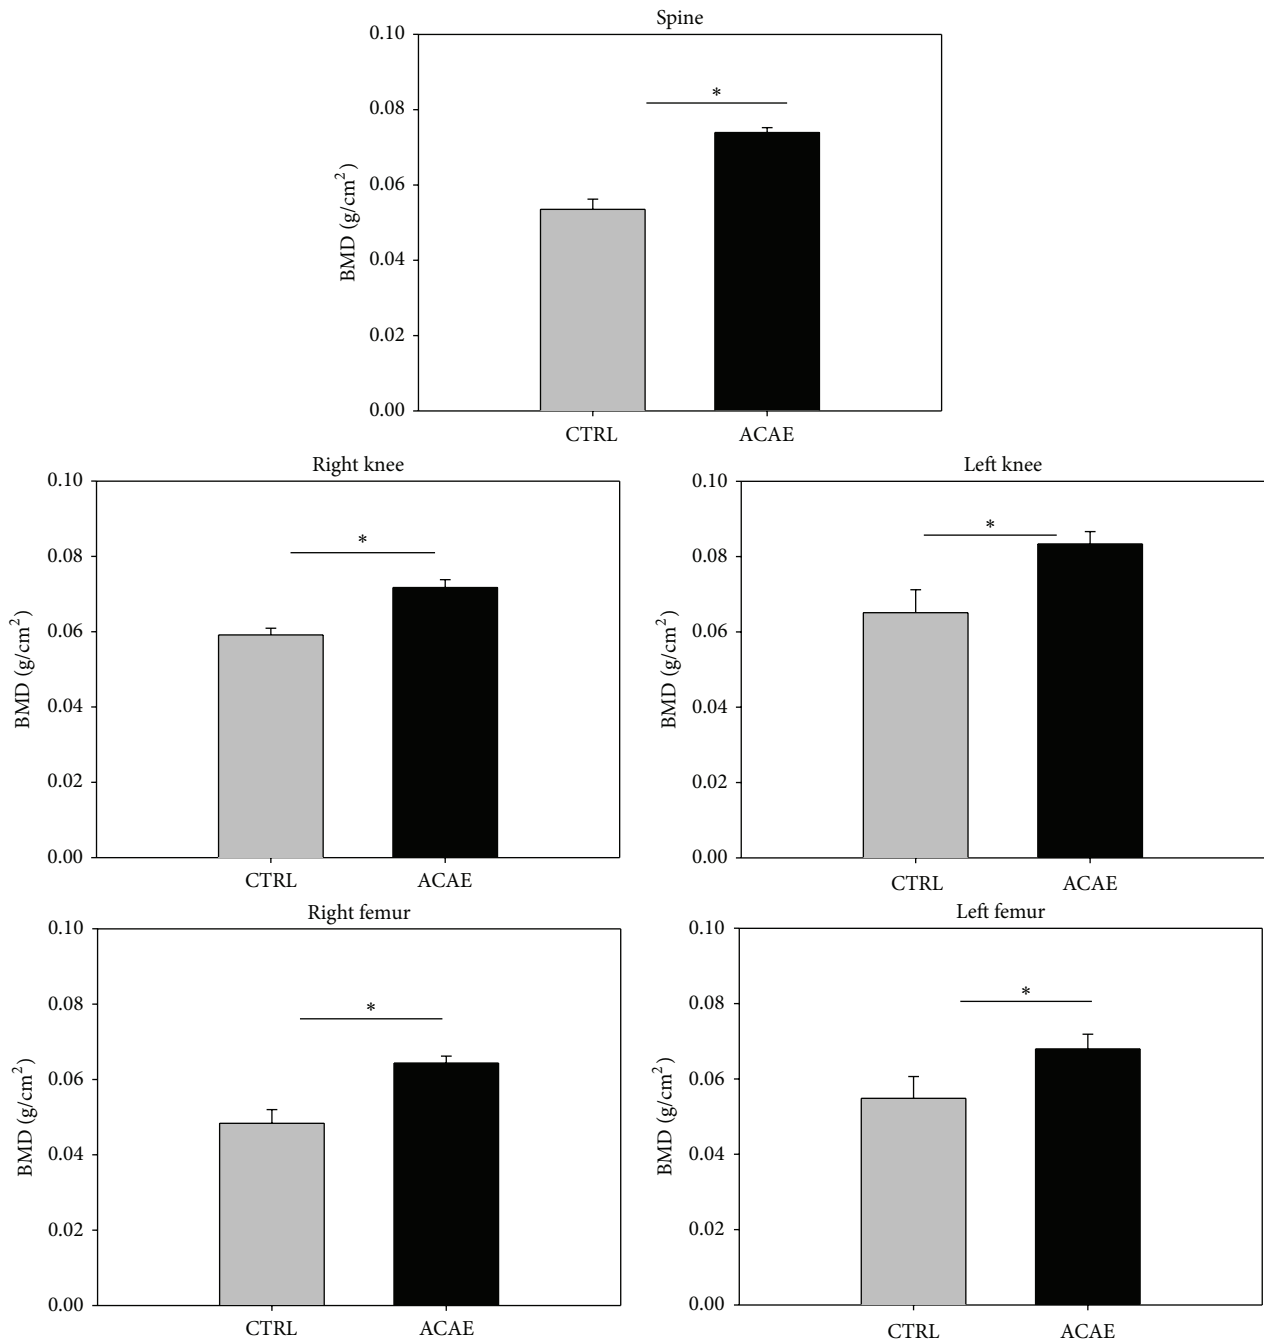 Spine
0.10
0.08
0.06
0.04
0.02
0.00
BMD (g/cm²)
*
CTRL ACAE
Right knee
0.10
0.08
0.06
0.04
0.02
0.00
BMD (g/cm²)
*
CTRL ACAE
Left knee
0.10
0.08
0.06
0.04
0.02
0.00
BMD (g/cm²)
*
CTRL ACAE
Right femur
0.10
0.08
0.06
0.04
0.02
0.00
BMD (g/cm²)
*
CTRL ACAE
Left femur
0.10
0.08
0.06
0.04
0.02
0.00
BMD (g/cm²)
*
CTRL ACAE